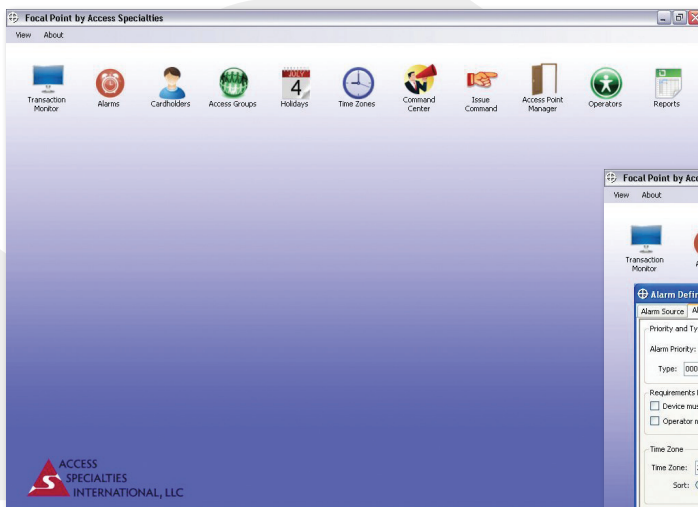 Focal Point by Access Specialties
View About
Transaction Monitor
Alarms
Cardholders
Access Groups
JULY
4
Holidays
Time Zones
Command Center
Issue Command
Access Point Manager
Operators
Reports
Focal Point by Acc
View About
Transaction Monitor
A
Alarm Defin
Alarm Source Al
Priority and Ty
Alarm Priority:
Type: 000
Requirements
Device mus
Operator
Time Zone
Time Zone:
Sort:
ACCESS
SPECIALTIES
INTERNATIONAL, LLC